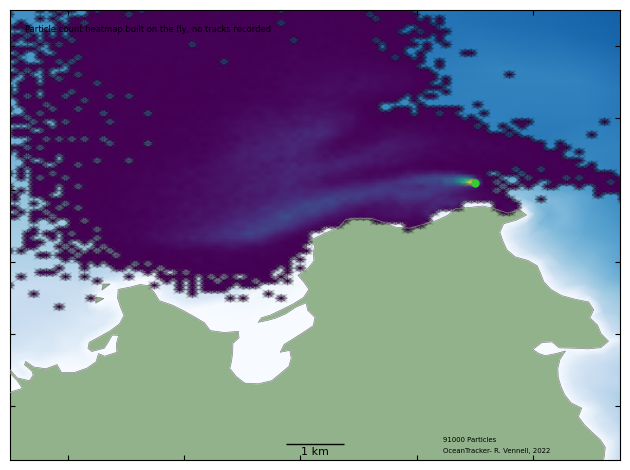 Particle count heatmap built on the fly, no tracks recorded
91000 Particles
1 km
OceanTracker- R. Vennell, 2022